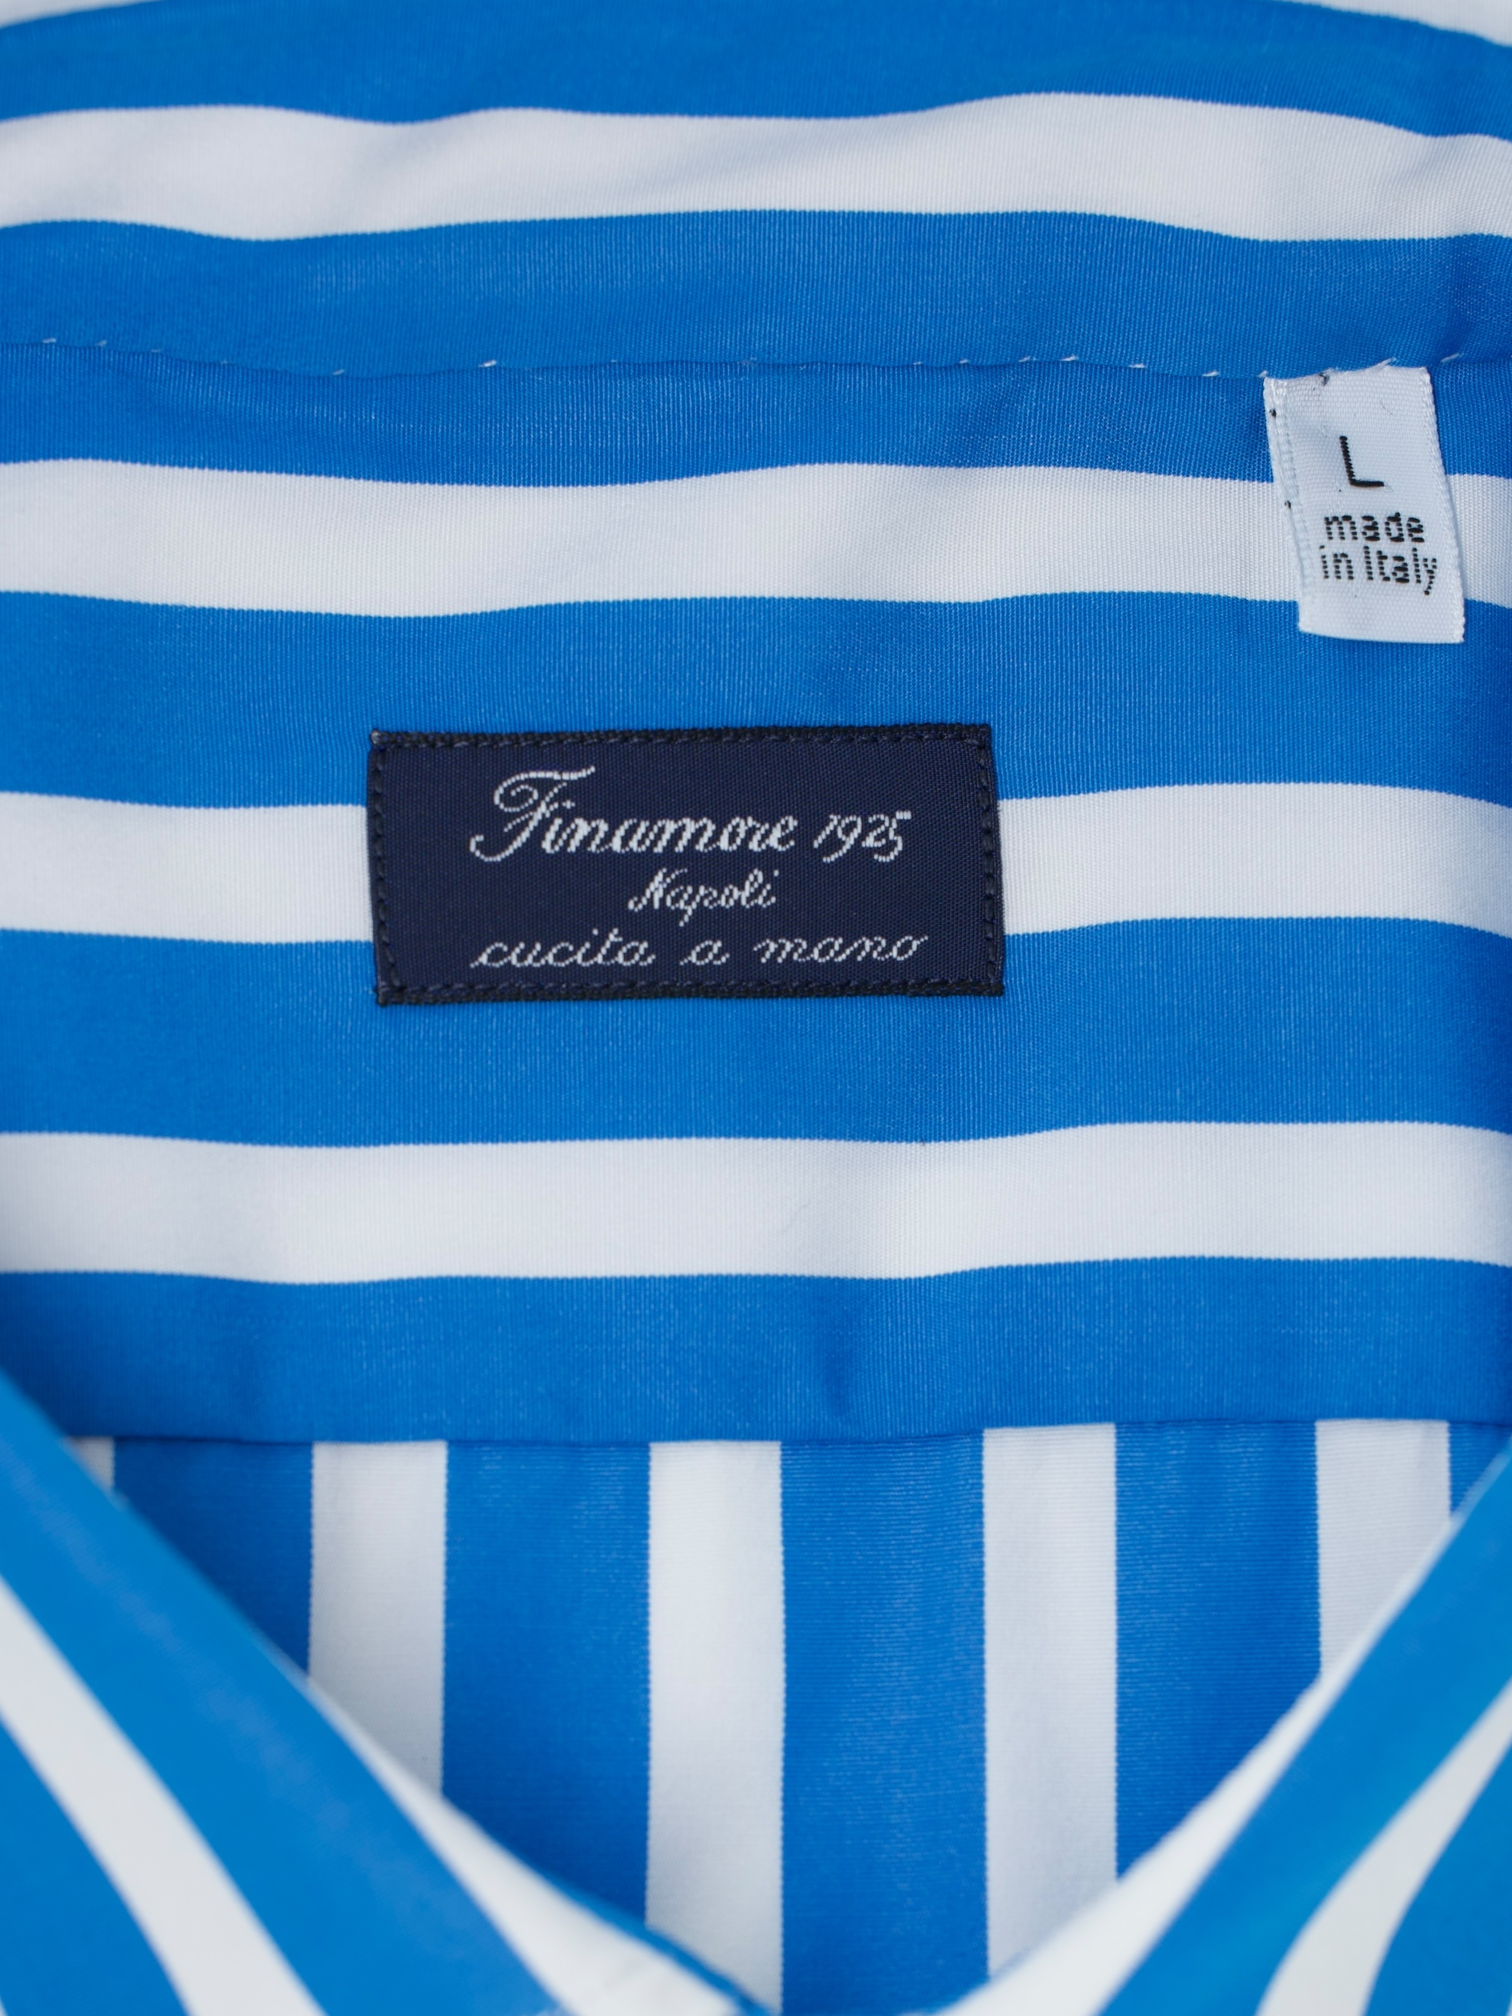 L
made
in Italy
Finamore 1925
Napoli
cucita a mano